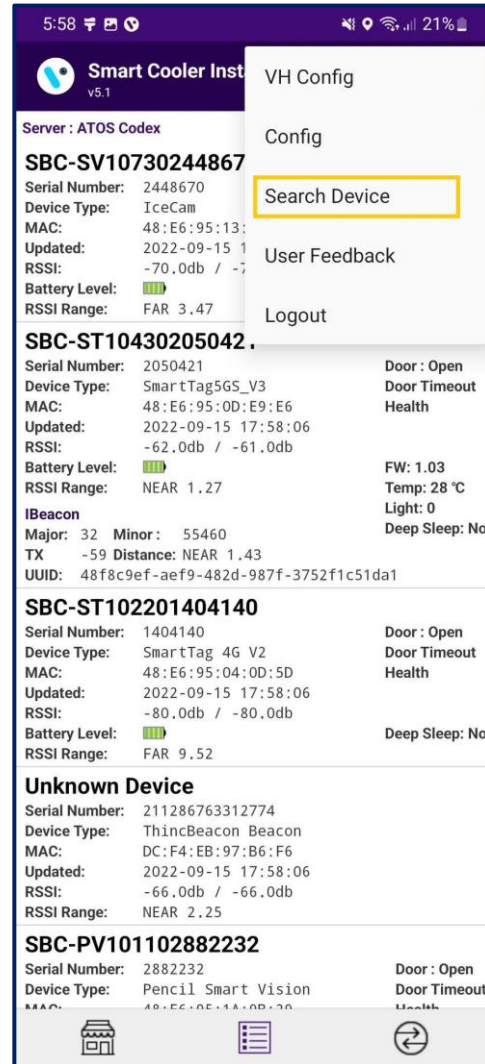 5:58
21%
Smart Cooler Inst
v5.1
VH Config
Config
Search Device
User Feedback
Logout
Server : ATOS Codex
SBC-SV10730244867
Serial Number: 2448670
Device Type: IceCam
MAC: 48:E6:95:13:
Updated: 2022-09-15 1
RSSI: -70.0db / -7
Battery Level:
RSSI Range: FAR 3.47
SBC-ST104302050421
Serial Number: 2050421 Door : Open
Device Type: SmartTag5GS_V3 Door Timeout
MAC: 48:E6:95:0D:E9:E6 Health
Updated: 2022-09-15 17:58:06
RSSI: -62.0db / -61.0db
Battery Level: FW: 1.03
RSSI Range: NEAR 1.27 Temp: 28 °C
IBeacon Light: 0
Major: 32 Minor : 55460 Deep Sleep: No
TX -59 Distance: NEAR 1.43
UUID: 48f8c9ef-aef9-482d-987f-3752f1c51da1
SBC-ST102201404140
Serial Number: 1404140 Door : Open
Device Type: SmartTag 4G V2 Door Timeout
MAC: 48:E6:95:04:0D:5D Health
Updated: 2022-09-15 17:58:06
RSSI: -80.0db / -80.0db
Battery Level: Deep Sleep: No
RSSI Range: FAR 9.52
Unknown Device
Serial Number: 211286763312774
Device Type: ThincBeacon Beacon
MAC: DC:F4:EB:97:B6:F6
Updated: 2022-09-15 17:58:06
RSSI: -66.0db / -66.0db
RSSI Range: NEAR 2.25
SBC-PV101102882232
Serial Number: 2882232 Door : Open
Device Type: Pencil Smart Vision Door Timeout